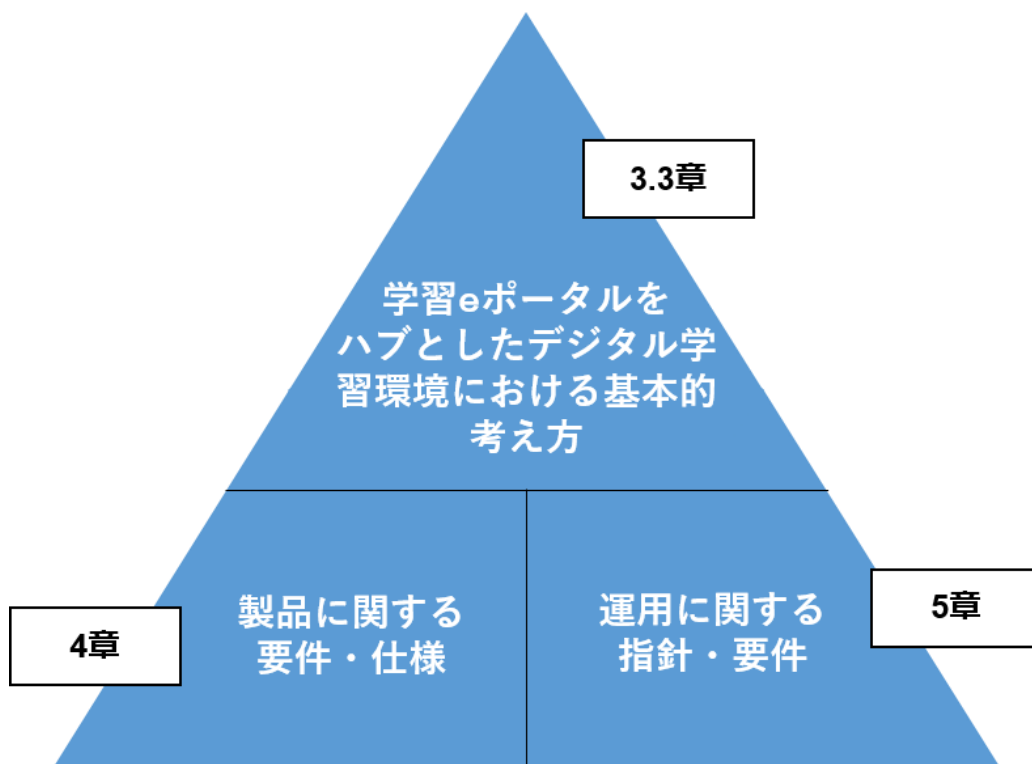 3.3章
学習eポータルを
ハブとしたデジタル学
習環境における基本的
考え方
製品に関する
要件・仕様
4章
運用に関する
指針・要件
5章